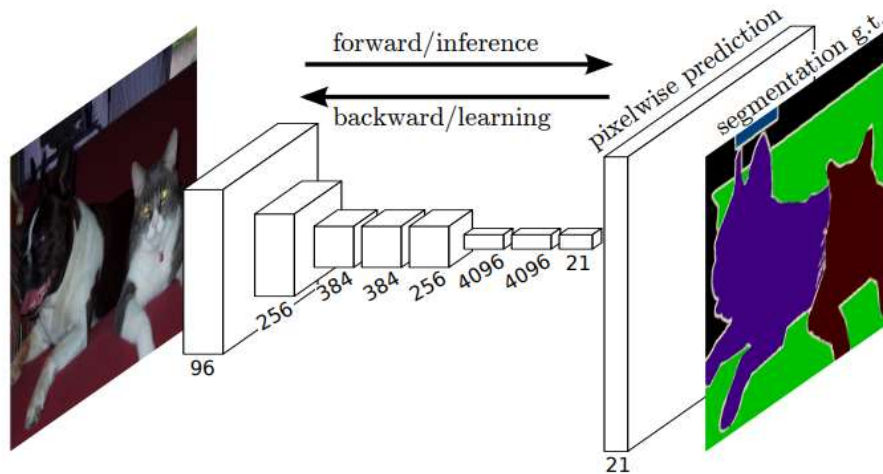 forward/inference
backward/learning
pixelwise prediction
segmentation g.t.
96
256
384
384
256
4096
4096
21
21